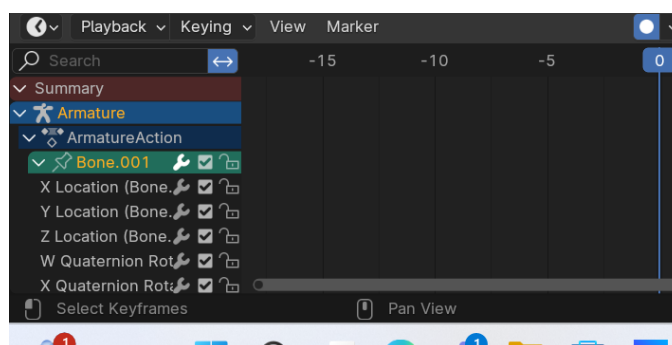 Playback Keying View Marker
Search -15 -10 -5 0
Summary
Armature
ArmatureAction
Bone.001
X Location (Bone.
Y Location (Bone.
Z Location (Bone.
W Quaternion Rot
X Quaternion Rota
Select Keyframes Pan View
1 1